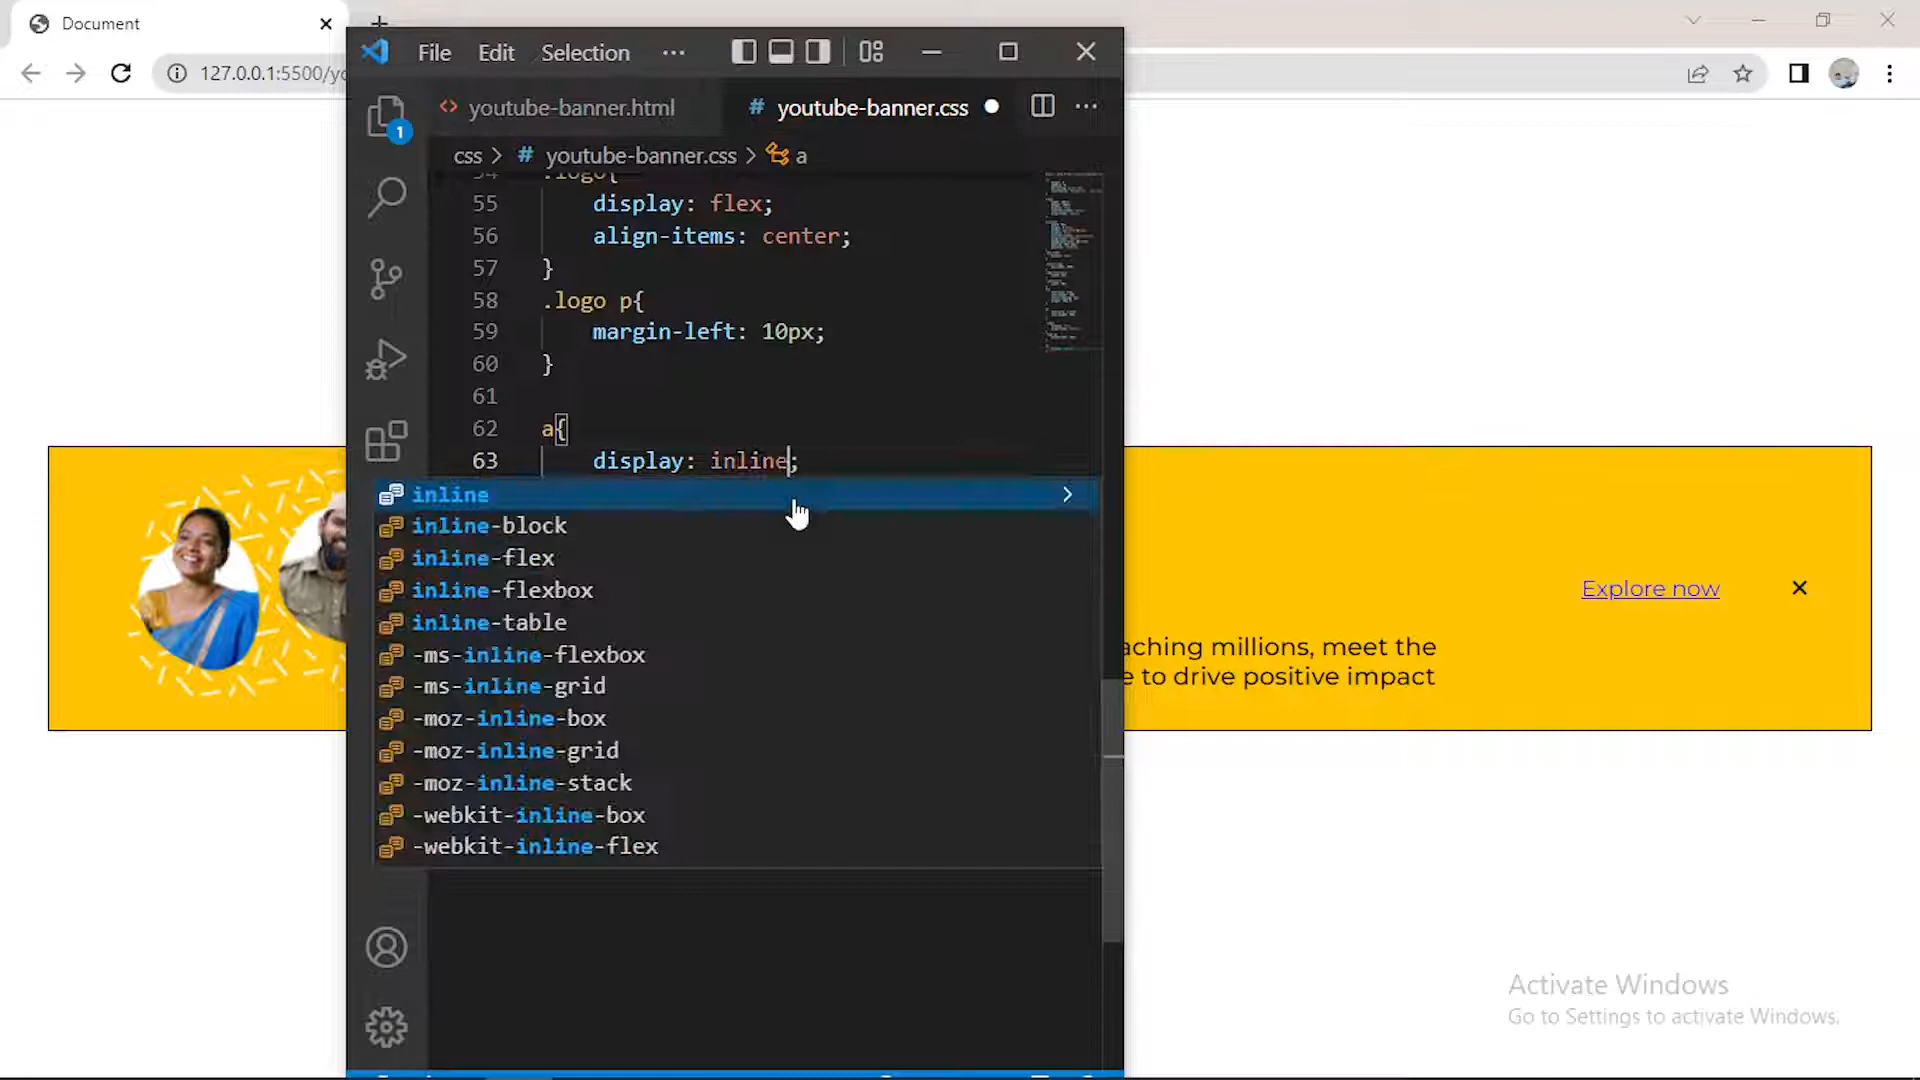 Document
127.0.0.1:5500/yo
File Edit Selection ...
1
youtube-banner.html
# youtube-banner.css
css > # youtube-banner.css > a
54 .logo{
55 display: flex;
56 align-items: center;
57 }
58 .logo p{
59 margin-left: 10px;
60 }
61
62 a{
63 display: inline;
inline
inline-block
inline-flex
inline-flexbox
inline-table
-ms-inline-flexbox
-ms-inline-grid
-moz-inline-box
-moz-inline-grid
-moz-inline-stack
-webkit-inline-box
-webkit-inline-flex
Explore now
aching millions, meet the
e to drive positive impact
Activate Windows
Go to Settings to activate Windows.